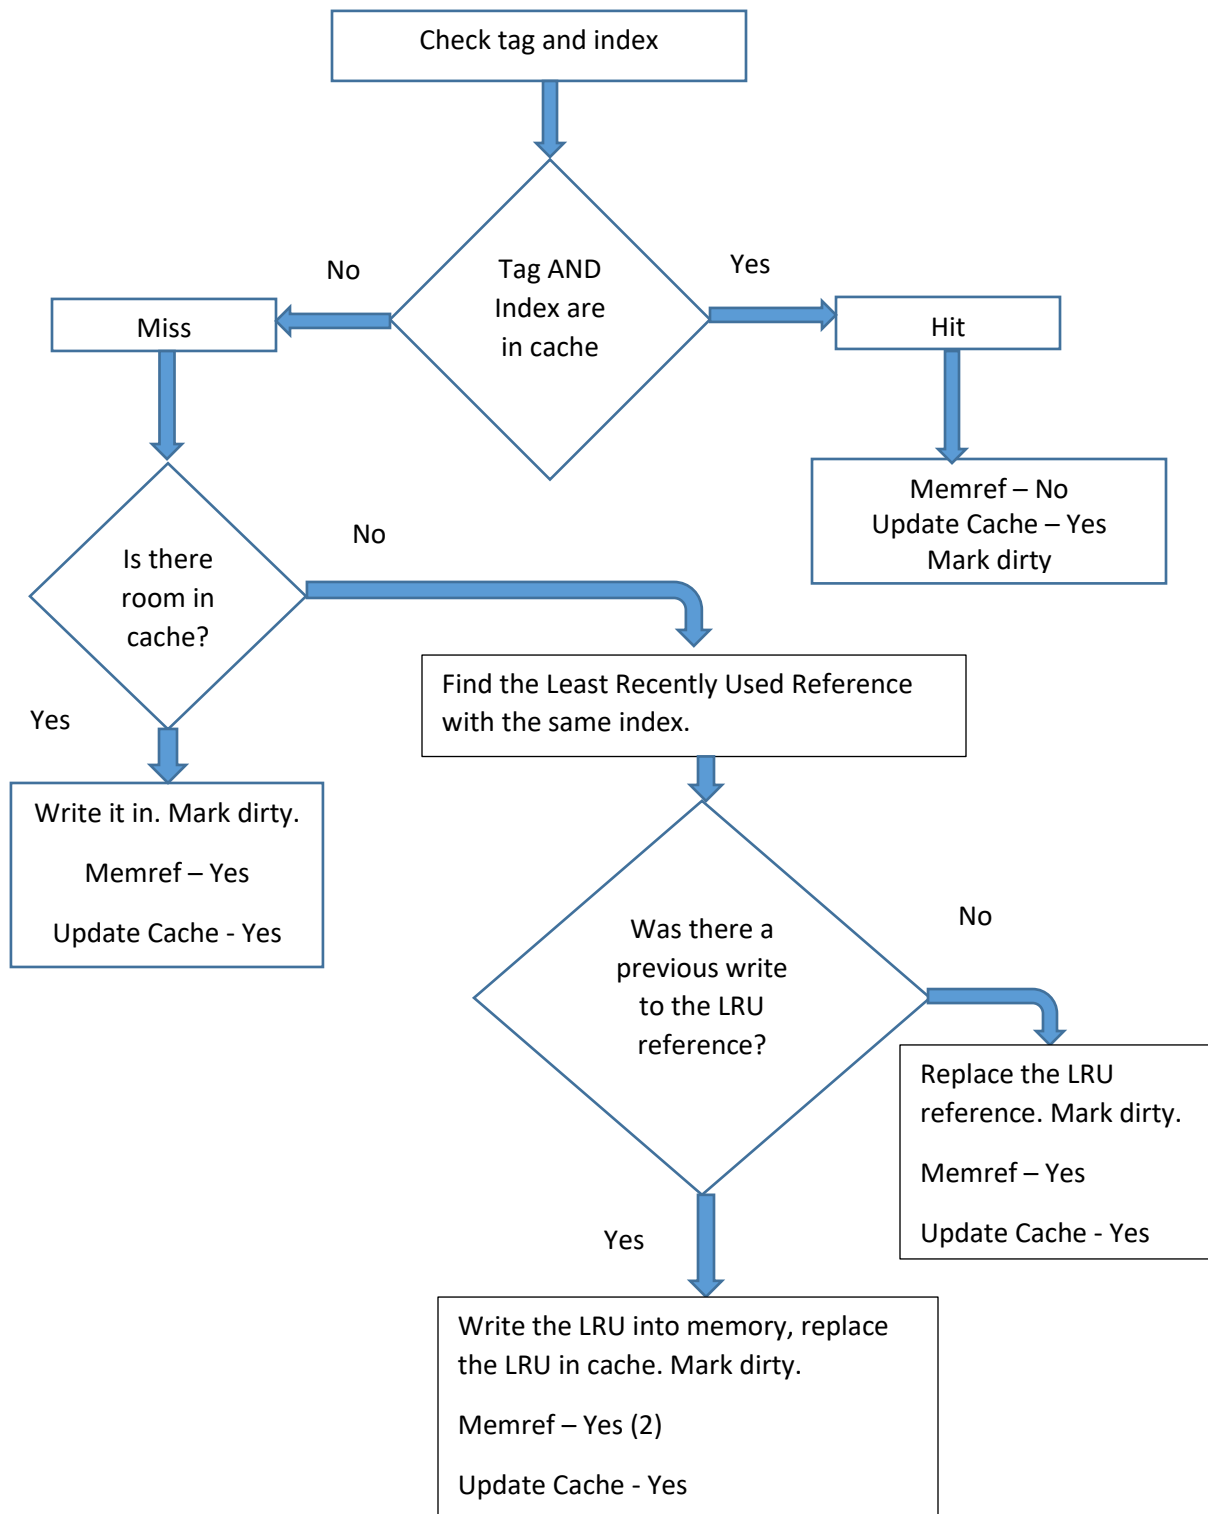 Check tag and index
No
Tag AND
Index are
in cache
Yes
Miss
Hit
Memref – No
Update Cache – Yes
Mark dirty
Is there
room in
cache?
No
Yes
Find the Least Recently Used Reference
with the same index.
Write it in. Mark dirty.
Memref – Yes
Update Cache - Yes
Was there a
previous write
to the LRU
reference?
No
Replace the LRU
reference. Mark dirty.
Memref – Yes
Update Cache - Yes
Yes
Write the LRU into memory, replace
the LRU in cache. Mark dirty.
Memref – Yes (2)
Update Cache - Yes